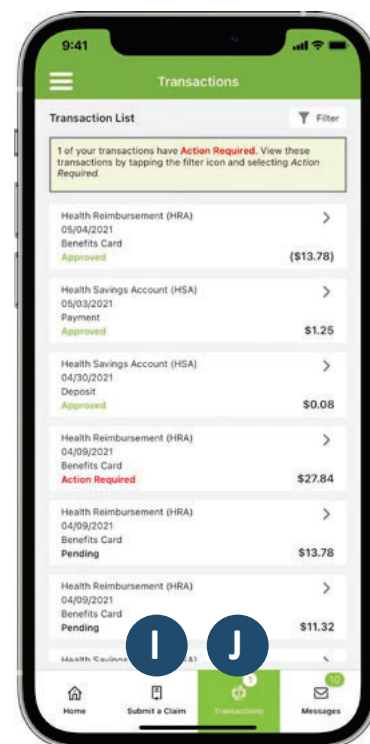 9:41
Transactions
Transaction List
Filter
1 of your transactions have Action Required. View these
transactions by tapping the filter icon and selecting Action
Required.
Health Reimbursement (HRA)
05/04/2021
Benefits Card
Approved ($13.78)
Health Savings Account (HSA)
05/03/2021
Payment
Approved $1.25
Health Savings Account (HSA)
04/30/2021
Deposit
Approved $0.08
Health Reimbursement (HRA)
04/09/2021
Benefits Card
Action Required $27.84
Health Reimbursement (HRA)
04/09/2021
Benefits Card
Pending $13.78
Health Reimbursement (HRA)
04/09/2021
Benefits Card
Pending $11.32
I J
Health Savings
1 10
Home Submit a Claim Transactions Messages